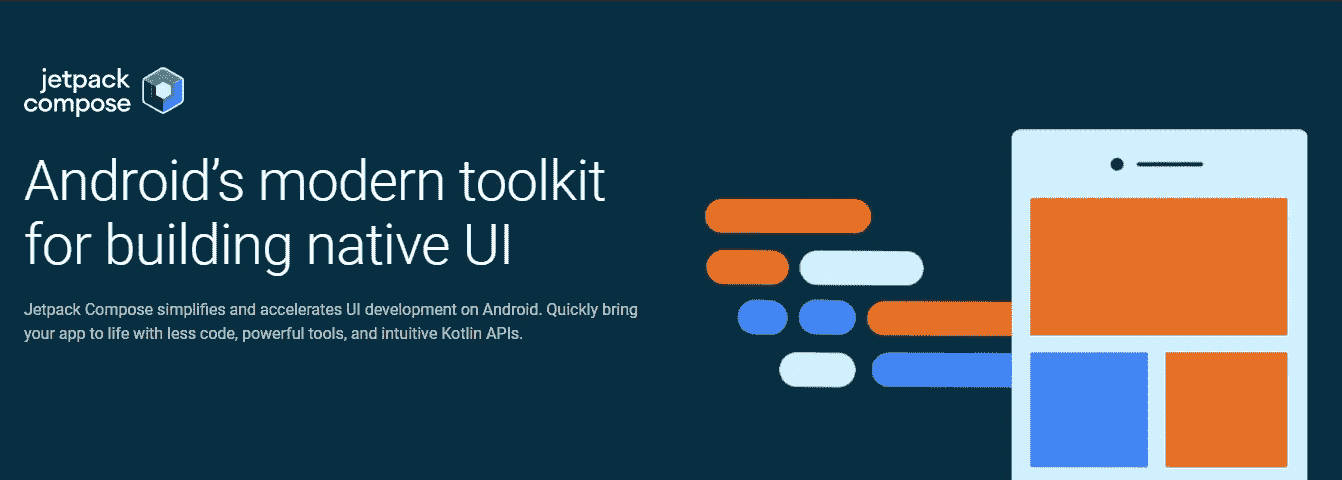 jetpack
compose
Android’s modern toolkit
for building native UI
Jetpack Compose simplifies and accelerates UI development on Android. Quickly bring
your app to life with less code, powerful tools, and intuitive Kotlin APIs.